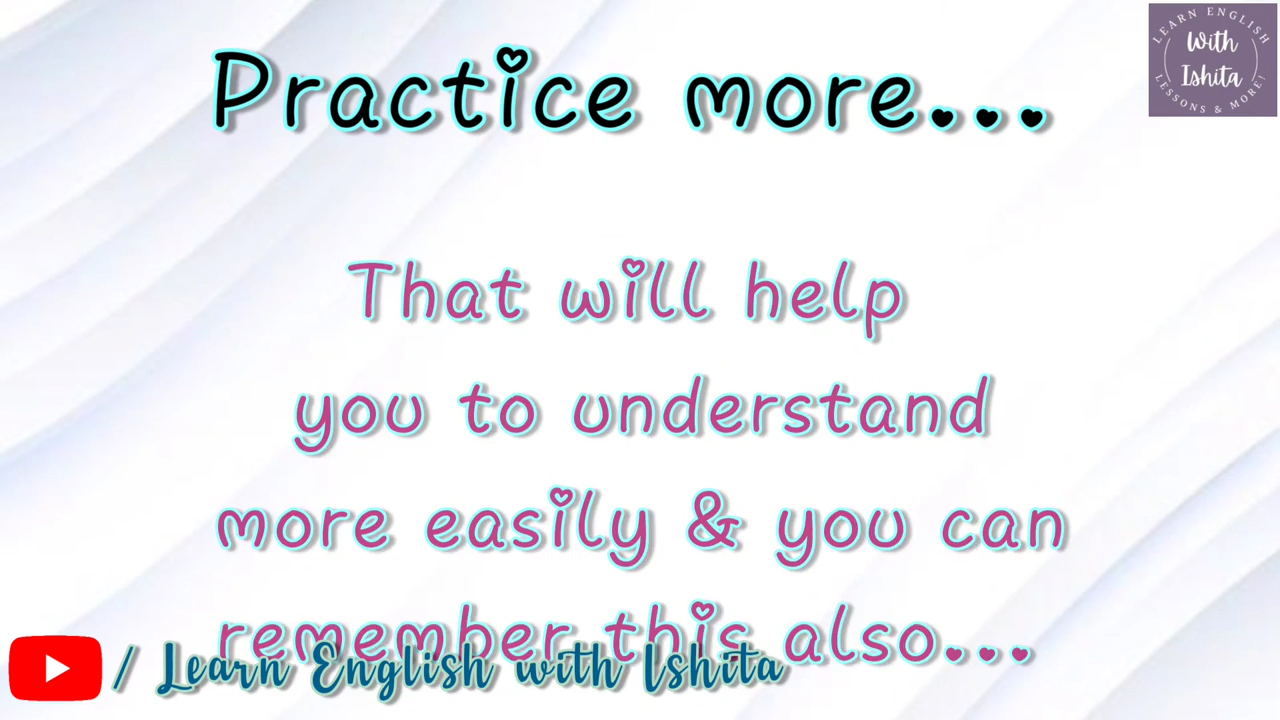 Practice more...
LEARN ENGLISH
With
Ishita
LESSONS & MORE!
That will help
you to understand
more easily & you can
remember this also...
/ Learn English with Ishita